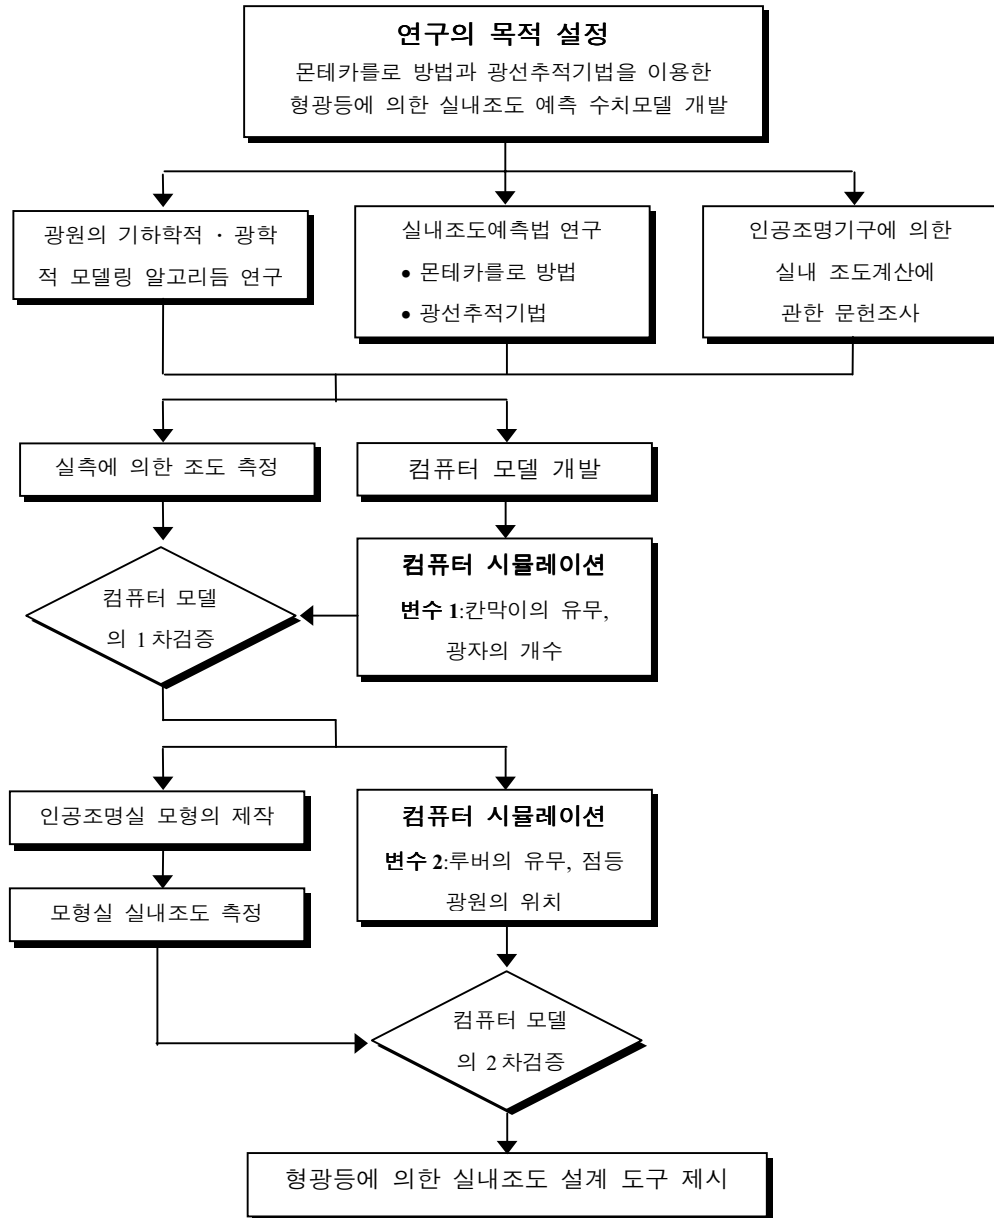 연구의 목적 설정
몬테카를로 방법과 광선추적기법을 이용한
형광등에 의한 실내조도 예측 수치모델 개발
광원의 기하학적 · 광학
적 모델링 알고리듬 연구
실내조도예측법 연구
• 몬테카를로 방법
• 광선추적기법
인공조명기구에 의한
실내 조도계산에
관한 문헌조사
실측에 의한 조도 측정
컴퓨터 모델 개발
컴퓨터 모델
의 1 차검증
컴퓨터 시뮬레이션
변수 1:칸막이의 유무,
광자의 개수
인공조명실 모형의 제작
모형실 실내조도 측정
컴퓨터 시뮬레이션
변수 2:루버의 유무, 점등
광원의 위치
컴퓨터 모델
의 2 차검증
형광등에 의한 실내조도 설계 도구 제시